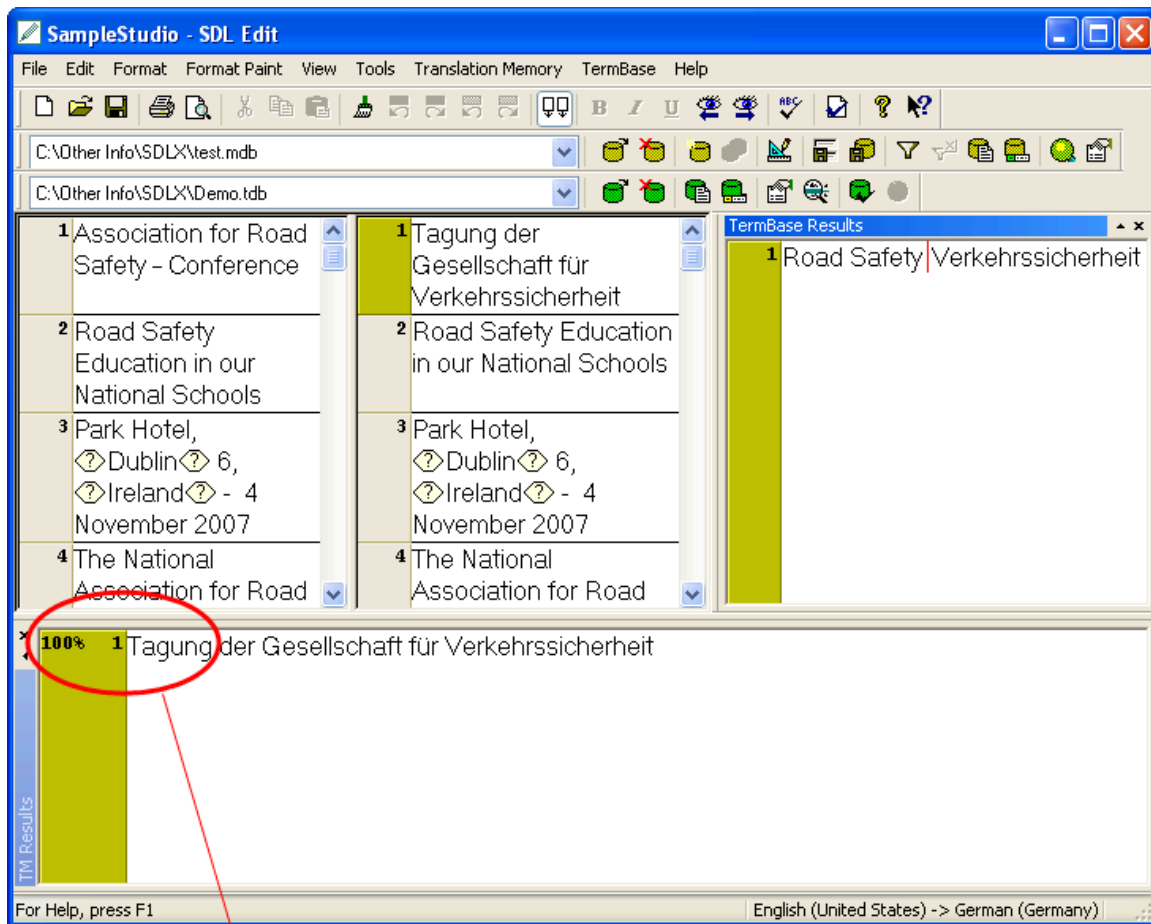 SampleStudio - SDL Edit
File Edit Format Format Paint View Tools Translation Memory TermBase Help
B I U ABC ? ?
C:\Other Info\SDLX\test.mdb
C:\Other Info\SDLX\Demo.tdb
1 Association for Road
Safety – Conference
2 Road Safety
Education in our
National Schools
3 Park Hotel,
? Dublin ? 6,
? Ireland ? - 4
November 2007
4 The National
Association for Road
1 Tagung der
Gesellschaft für
Verkehrssicherheit
2 Road Safety Education
in our National Schools
3 Park Hotel,
? Dublin ? 6,
? Ireland ? - 4
November 2007
4 The National
Association for Road
TermBase Results
1 Road Safety Verkehrssicherheit
100% 1 Tagung der Gesellschaft für Verkehrssicherheit
TM Results
For Help, press F1
English (United States) -> German (Germany)